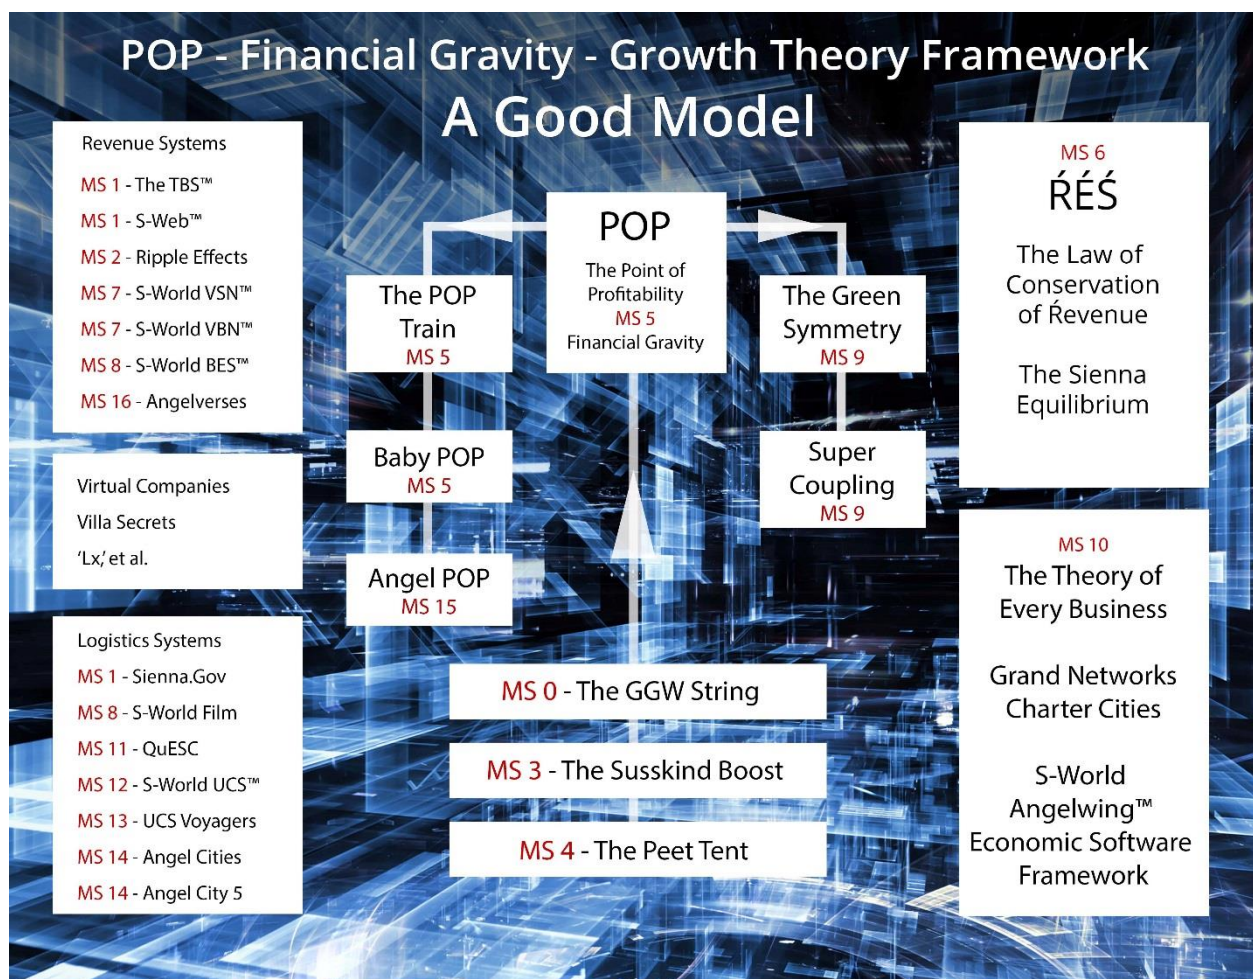 POP - Financial Gravity - Growth Theory Framework
A Good Model
Revenue Systems
MS 1 - The TBS™
MS 1 - S-Web™
MS 2 - Ripple Effects
MS 7 - S-World VSN™
MS 7 - S-World VBN™
MS 8 - S-World BES™
MS 16 - Angelverses
Virtual Companies
Villa Secrets
‘Lx,’ et al.
Logistics Systems
MS 1 - Sienna.Gov
MS 8 - S-World Film
MS 11 - QuESC
MS 12 - S-World UCS™
MS 13 - UCS Voyagers
MS 14 - Angel Cities
MS 14 - Angel City 5
The POP
Train
MS 5
Baby POP
MS 5
Angel POP
MS 15
POP
The Point of
Profitability
MS 5
Financial Gravity
The Green
Symmetry
MS 9
Super
Coupling
MS 9
MS 0 - The GGW String
MS 3 - The Susskind Boost
MS 4 - The Peet Tent
MS 6
ŔÉŚ
The Law of
Conservation
of Ŕevenue
The Sienna
Equilibrium
MS 10
The Theory of
Every Business
Grand Networks
Charter Cities
S-World
Angelwing™
Economic Software
Framework